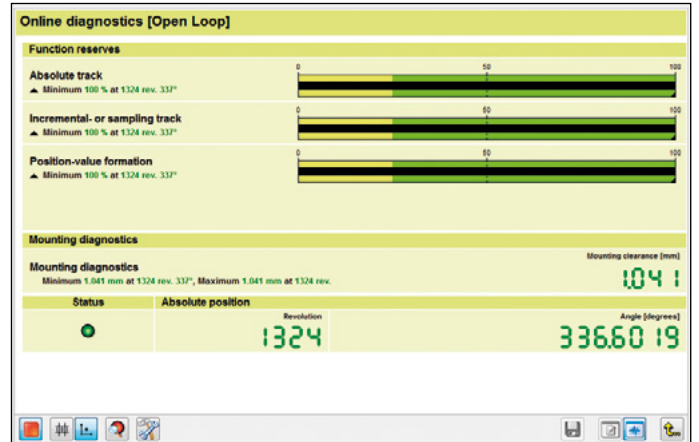 Online diagnostics [Open Loop]
Function reserves
0 50 100
Absolute track
Minimum 100 % at 1324 rev. 337°
0 50 100
Incremental- or sampling track
Minimum 100 % at 1324 rev. 337°
0 50 100
Position-value formation
Minimum 100 % at 1324 rev. 337°
Mounting diagnostics
Mounting clearance [mm]
Mounting diagnostics
Minimum 1.041 mm at 1324 rev. 337°, Maximum 1.041 mm at 1324 rev.
1.041
Status Absolute position
Revolution Angle [degrees]
1324 336.6019